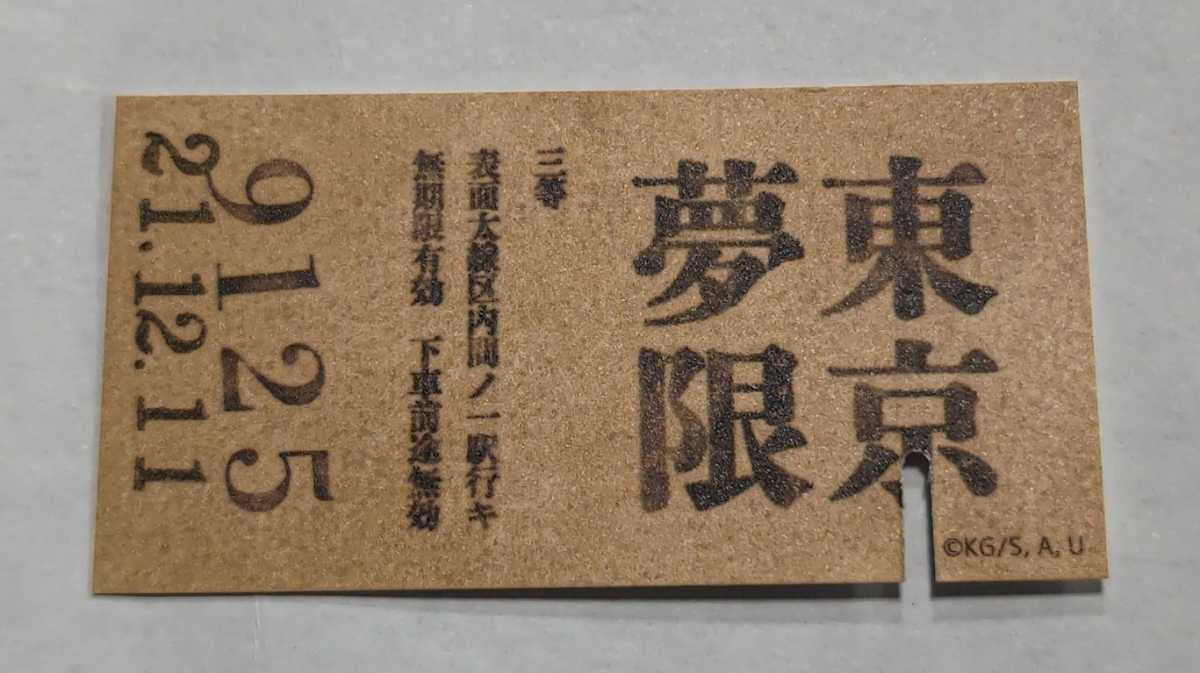 東京
夢限
三等
表面太線区内間ノ一駅行キ
無期限有効　下車前途無効
9125
21.12.11
©KG/S, A, U